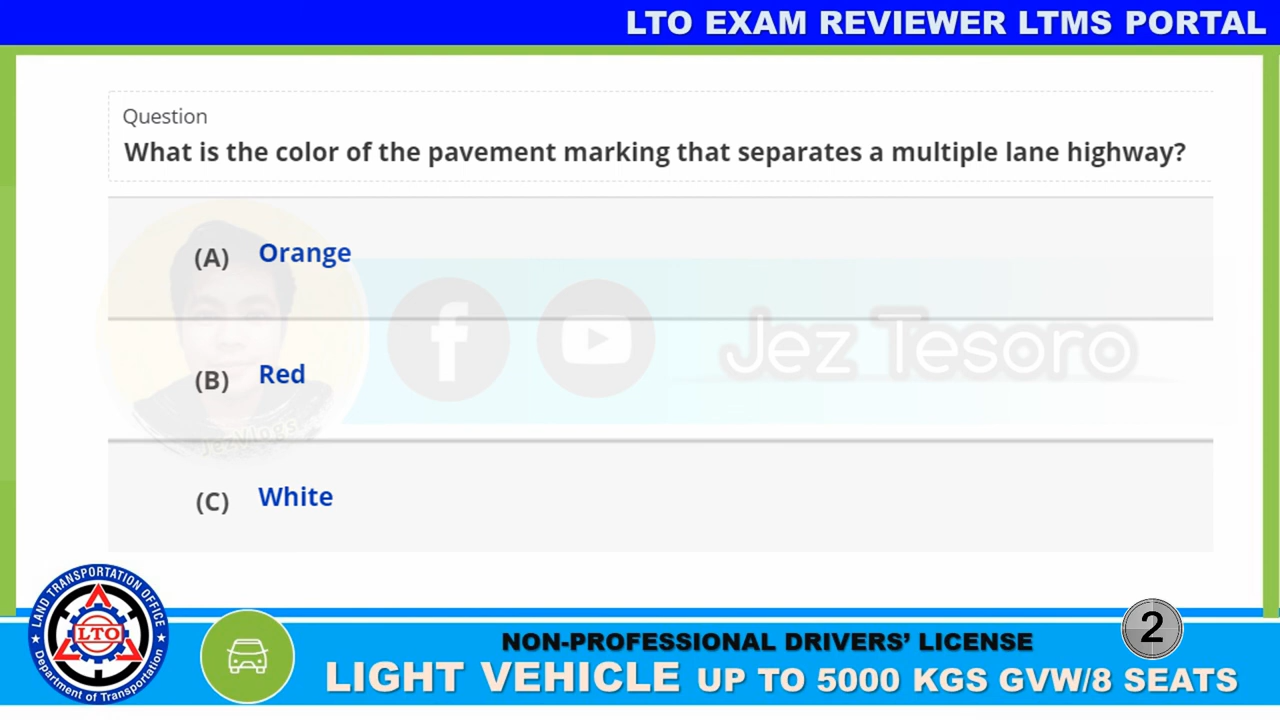 LTO EXAM REVIEWER LTMS PORTAL
Question
What is the color of the pavement marking that separates a multiple lane highway?
(A) Orange
(B) Red
(C) White
f
Jez Tesoro
JezVlogs
LAND TRANSPORTATION OFFICE
LTO
Department of Transportation
NON-PROFESSIONAL DRIVERS’ LICENSE
2
LIGHT VEHICLE UP TO 5000 KGS GVW/8 SEATS